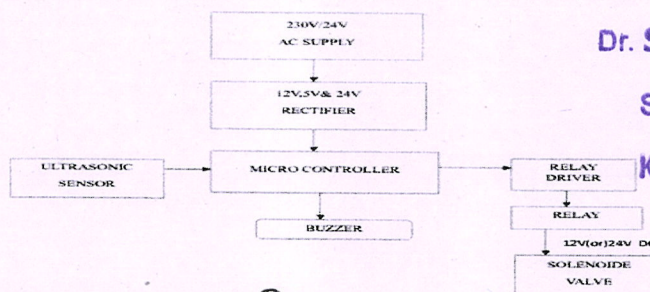 230V/24V
AC SUPPLY
Dr.
12V,5V& 24V
RECTIFIER
ULTRASONIC
SENSOR
MICRO CONTROLLER
RELAY
DRIVER
K
BUZZER
RELAY
12V(or)24V
SOLENOIDE
VALVE